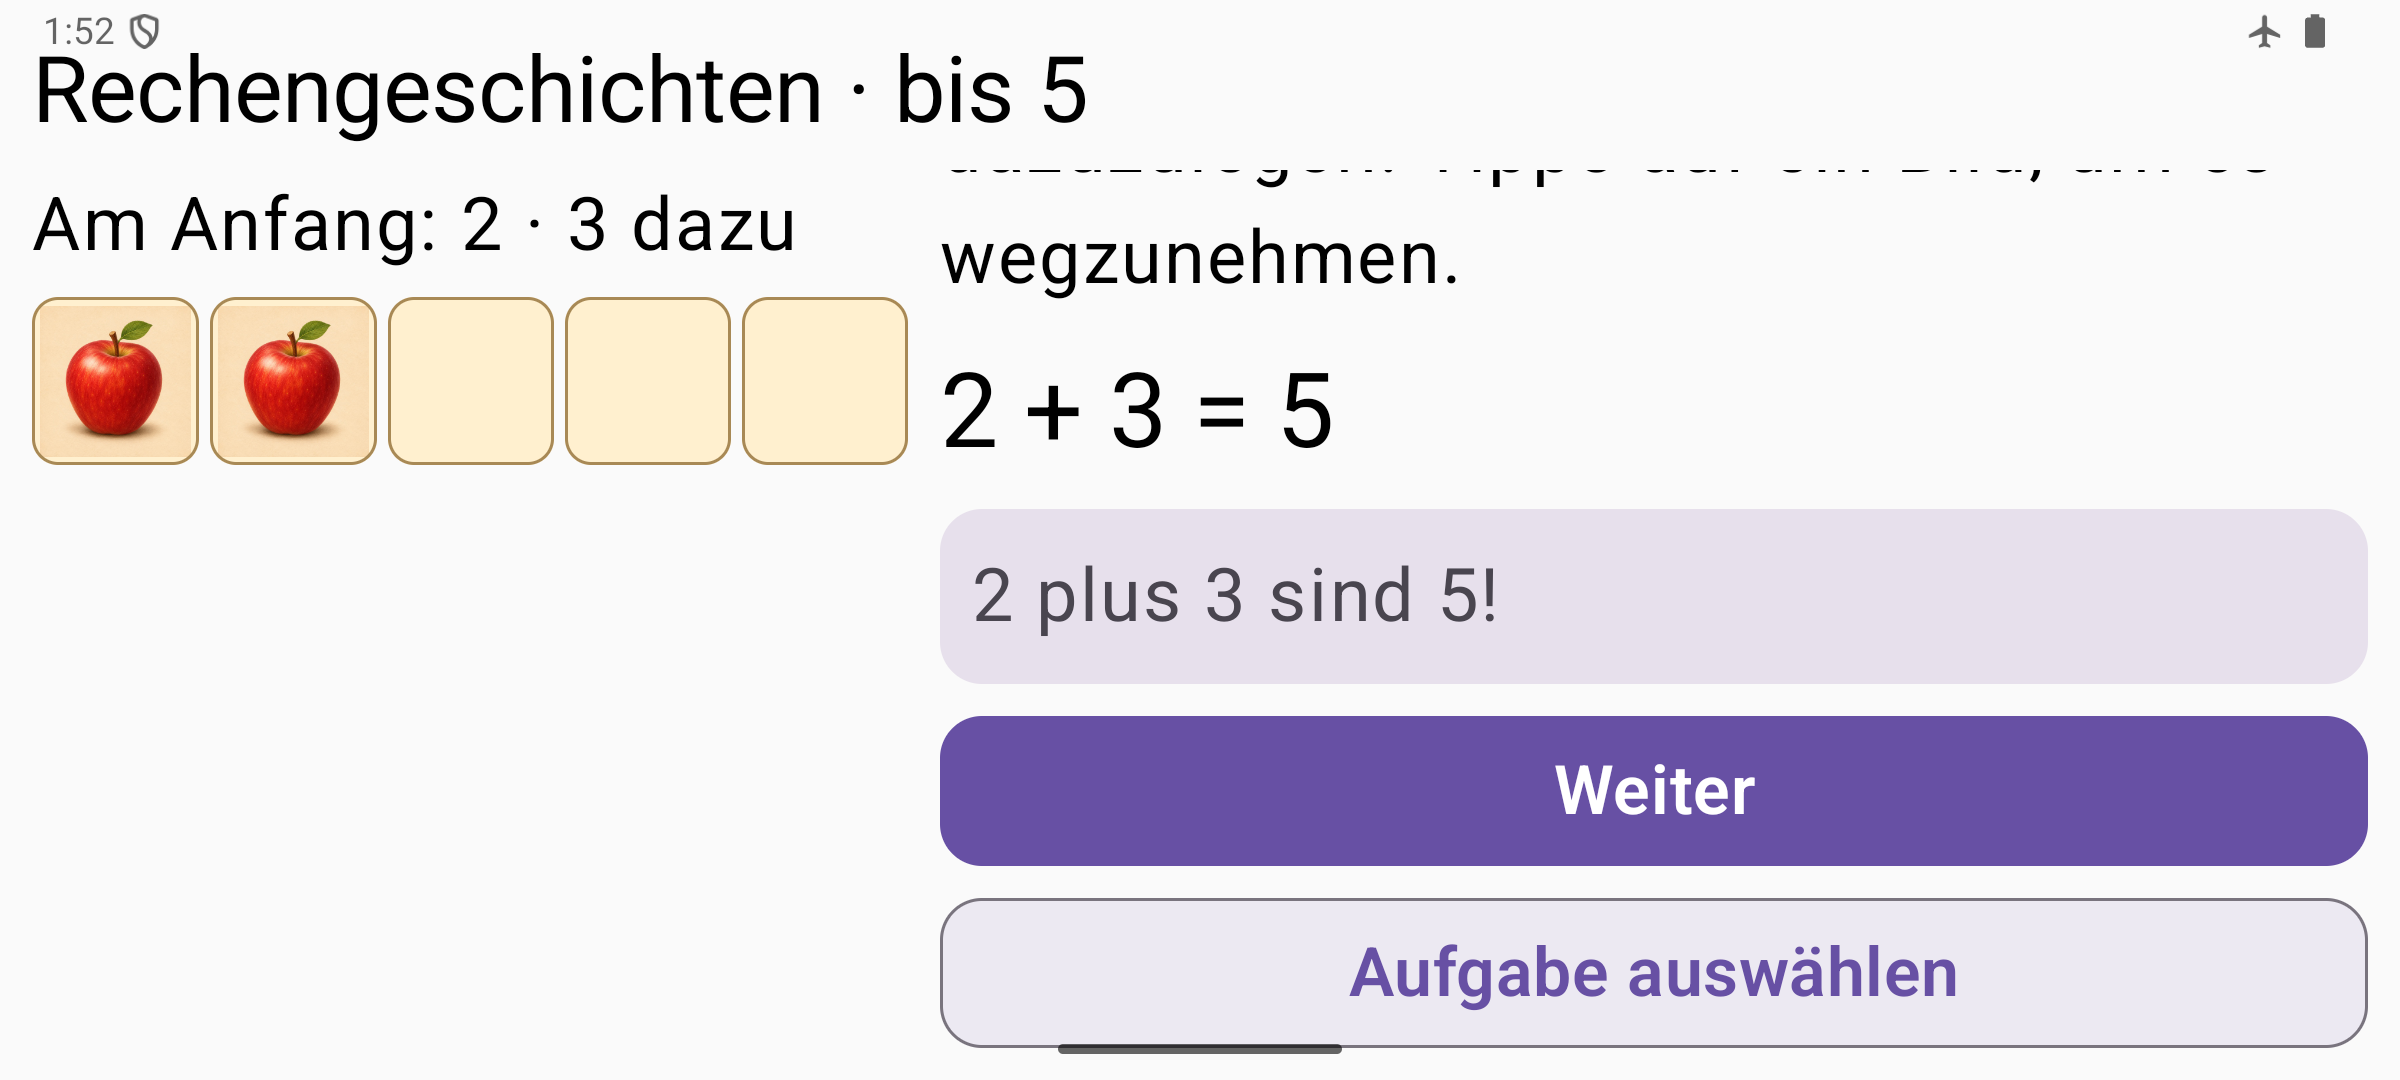 1:52
Rechengeschichten · bis 5
Am Anfang: 2 · 3 dazu
wegzunehmen.
2 + 3 = 5
2 plus 3 sind 5!
Weiter
Aufgabe auswählen